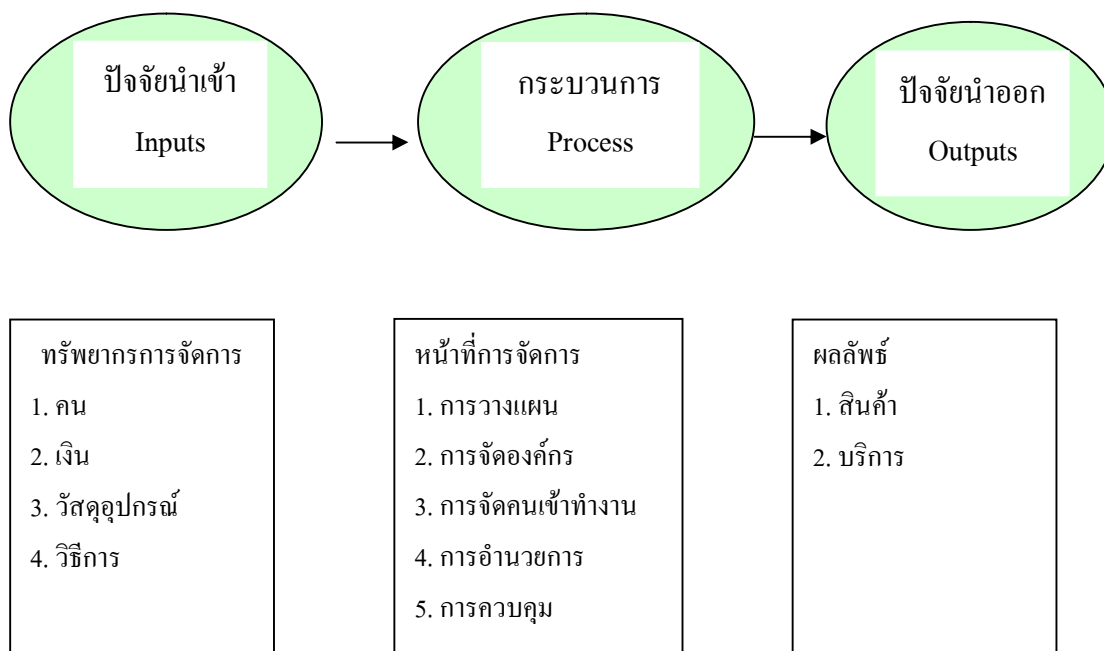 ปัจจัยนำเข้า
Inputs
กระบวนการ
Process
ปัจจัยนำออก
Outputs
ทรัพยากรการจัดการ
1. คน
2. เงิน
3. วัสดุอุปกรณ์
4. วิธีการ
หน้าที่การจัดการ
1. การวางแผน
2. การจัดองค์กร
3. การจัดคนเข้าทำงาน
4. การอำนวยการ
5. การควบคุม
ผลลัพธ์
1. สินค้า
2. บริการ